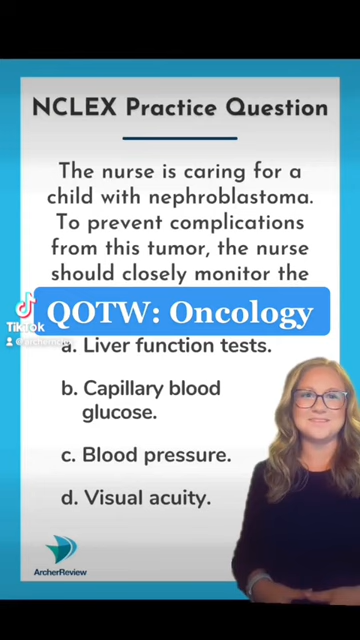 NCLEX Practice Question
The nurse is caring for a
child with nephroblastoma.
To prevent complications
from this tumor, the nurse
should closely monitor the
QOTW: Oncology
TikTok
a. Liver function tests.
b. Capillary blood
glucose.
c. Blood pressure.
d. Visual acuity.
ArcherReview